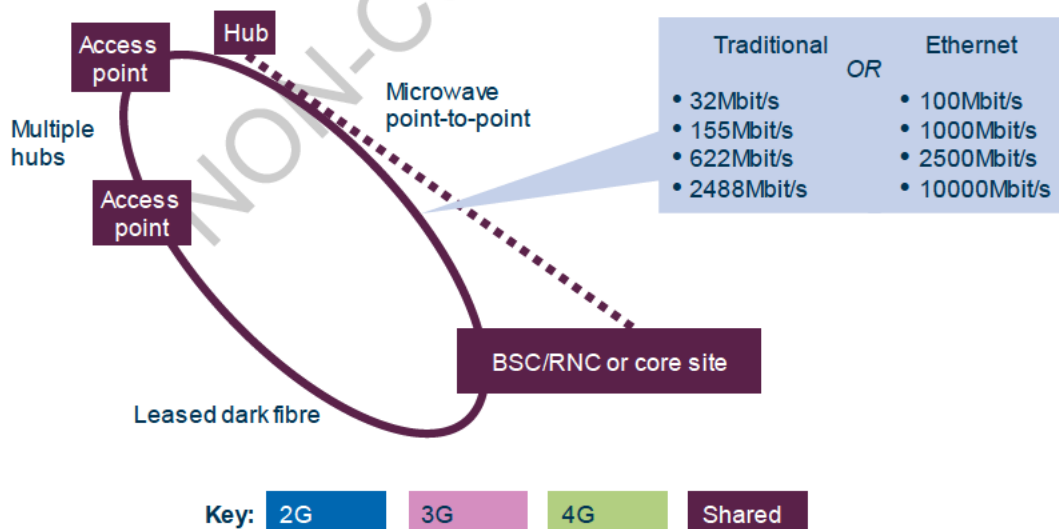 Hub
Access
point
Microwave
point-to-point
Multiple
hubs
Access
point
Traditional
Ethernet
OR
• 32Mbit/s
• 155Mbit/s
• 622Mbit/s
• 2488Mbit/s
• 100Mbit/s
• 1000Mbit/s
• 2500Mbit/s
• 10000Mbit/s
BSC/RNC or core site
Leased dark fibre
NON-C
Key: 2G 3G 4G Shared